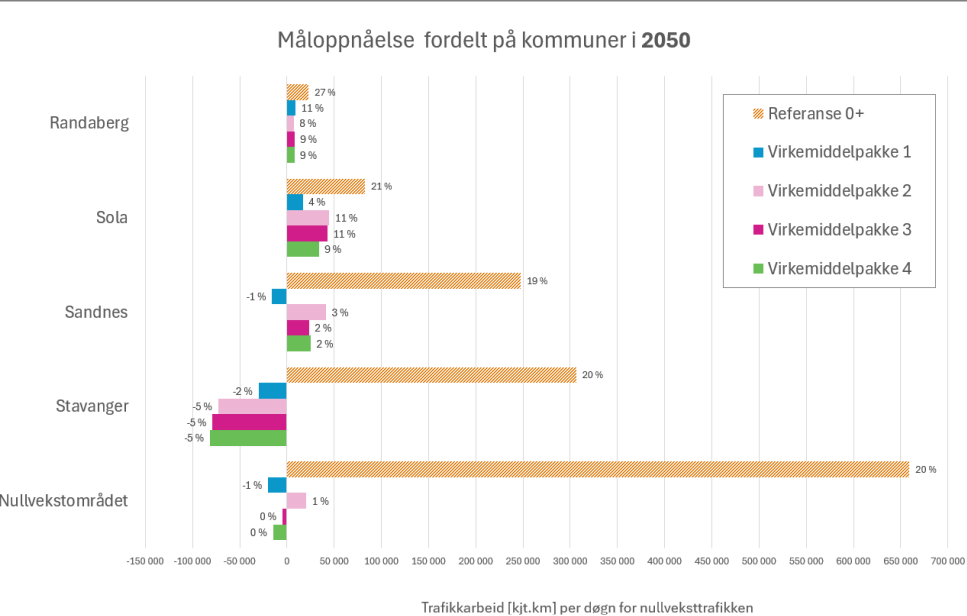 Måloppnåelse fordelt på kommuner i 2050
Referanse 0+
Virkemiddelpakke 1
Virkemiddelpakke 2
Virkemiddelpakke 3
Virkemiddelpakke 4
Randaberg
27 %
11 %
8 %
9 %
9 %
Sola
21 %
4 %
11 %
11 %
9 %
Sandnes
19 %
-1 %
3 %
2 %
2 %
Stavanger
20 %
-2 %
-5 %
-5 %
-5 %
Nullvekstområdet
20 %
-1 %
1 %
0 %
0 %
-150 000 -100 000 -50 000 0 50 000 100 000 150 000 200 000 250 000 300 000 350 000 400 000 450 000 500 000 550 000 600 000 650 000 700 000
Trafikkarbeid [kjt.km] per døgn for nullveksttrafikken